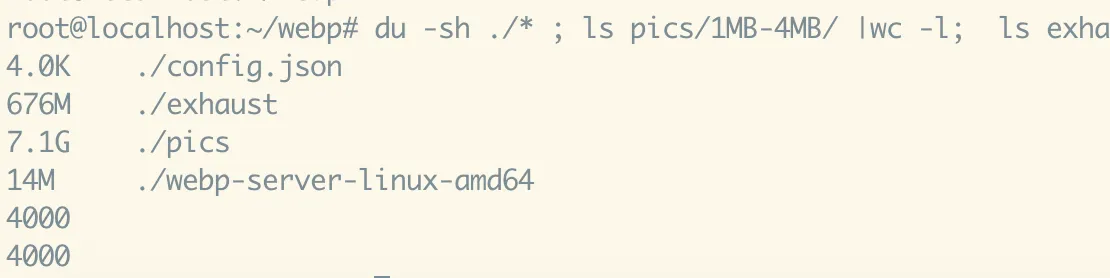 root@localhost:~/webp# du -sh ./* ; ls pics/1MB-4MB/ |wc -l;  ls exha
4.0K    ./config.json
676M    ./exhaust
7.1G    ./pics
14M     ./webp-server-linux-amd64
4000
4000